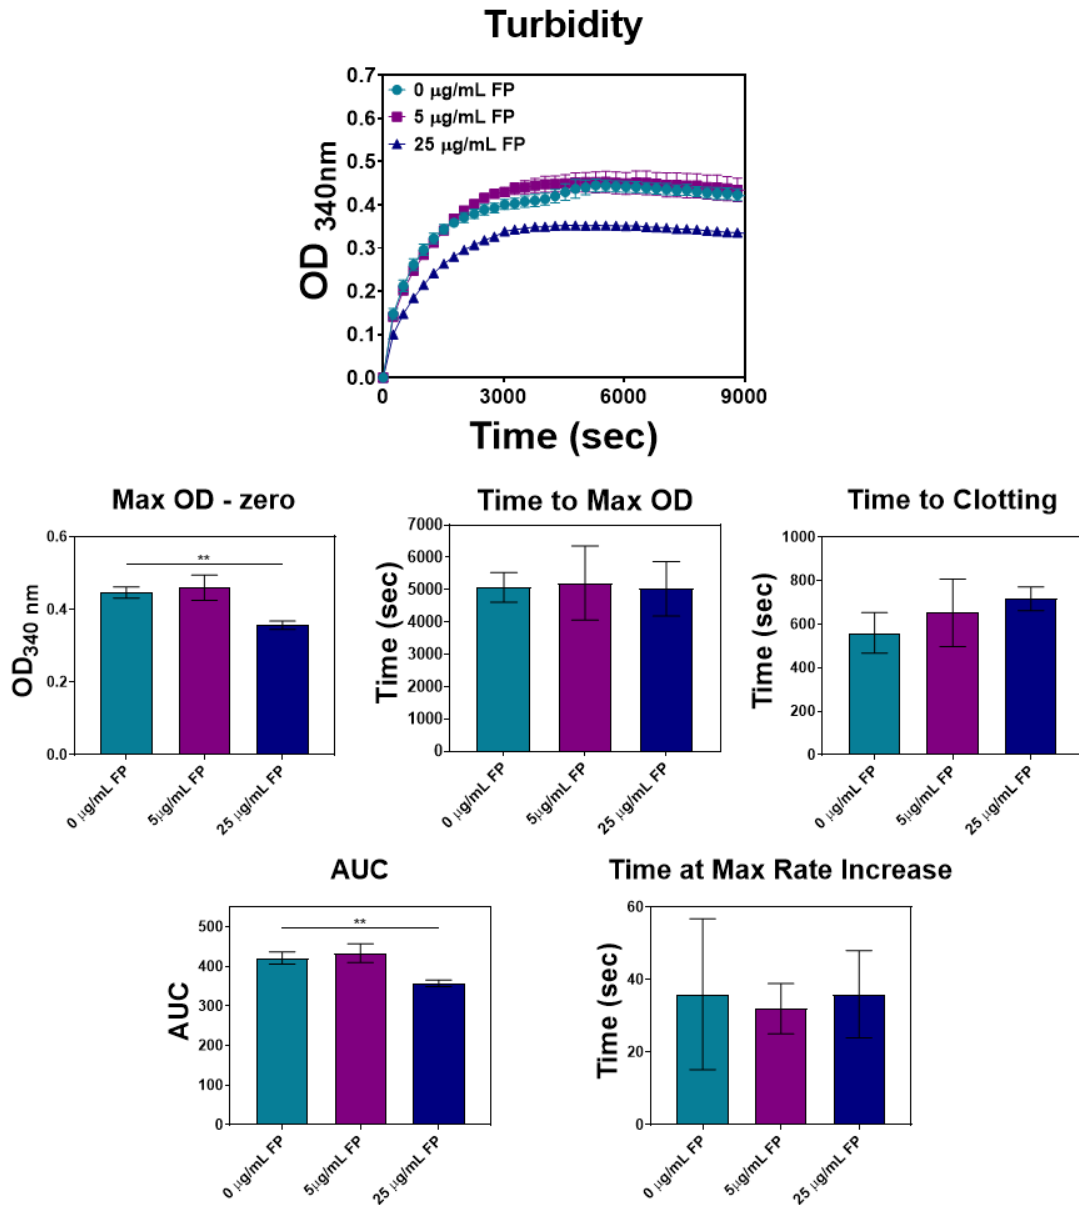 Turbidity
0.7
0.6
0.5
0.4
0.3
0.2
0.1
0.0
OD 340nm
0 μg/mL FP
5 μg/mL FP
25 μg/mL FP
0
3000
6000
9000
Time (sec)
Max OD - zero
0.6
0.4
0.2
0.0
OD340 nm
**
0 μg/mL FP
5μg/mL FP
25 μg/mL FP
Time to Max OD
7000
6000
5000
4000
3000
2000
1000
0
Time (sec)
0 μg/mL FP
5μg/mL FP
25 μg/mL FP
Time to Clotting
1000
800
600
400
200
0
Time (sec)
0 μg/mL FP
5μg/mL FP
25 μg/mL FP
AUC
500
400
300
200
100
0
AUC
**
0 μg/mL FP
5μg/mL FP
25 μg/mL FP
Time at Max Rate Increase
60
40
20
0
Time (sec)
0 μg/mL FP
5μg/mL FP
25 μg/mL FP